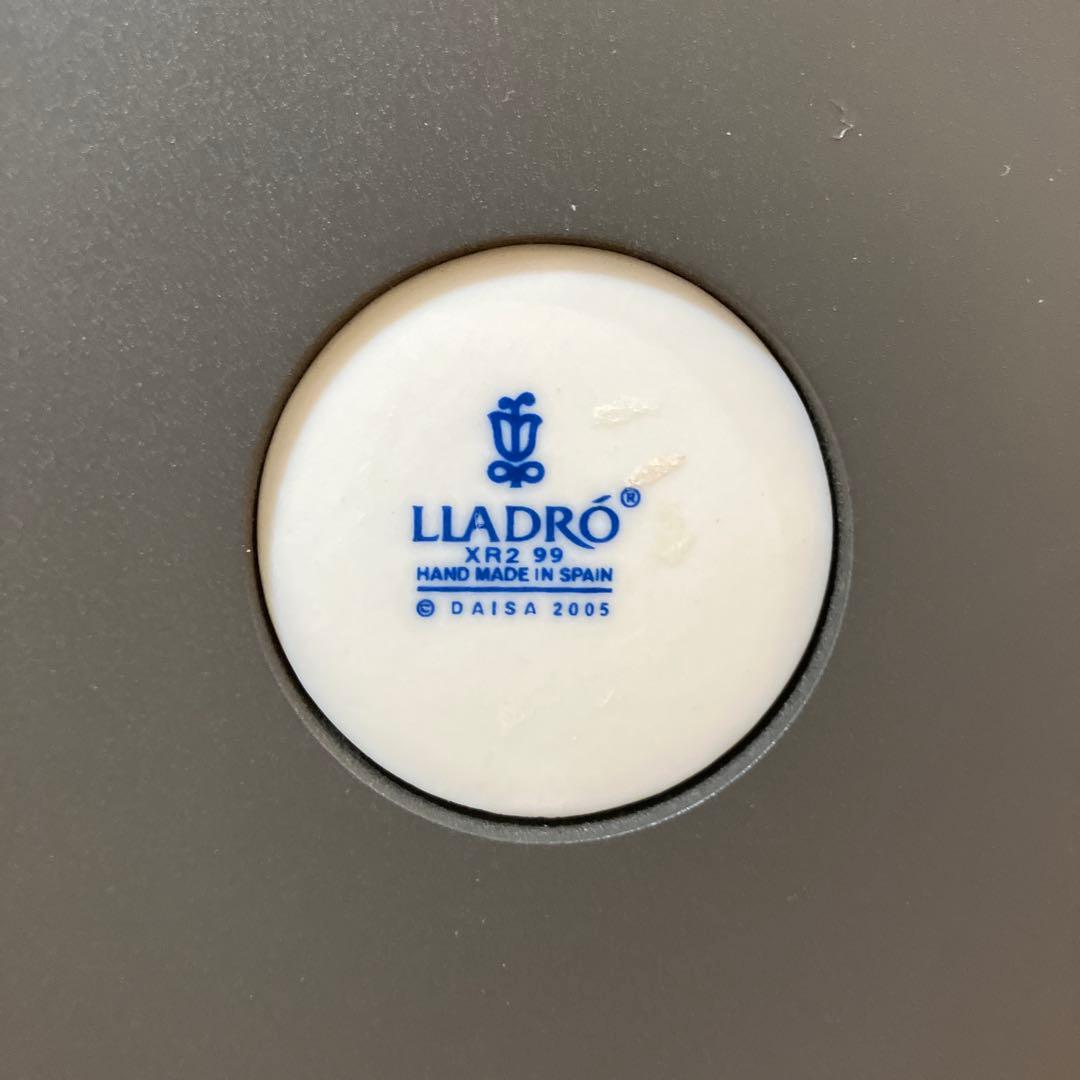 LLADRÓ®
XR2 99
HAND MADE IN SPAIN
© DAISA 2005